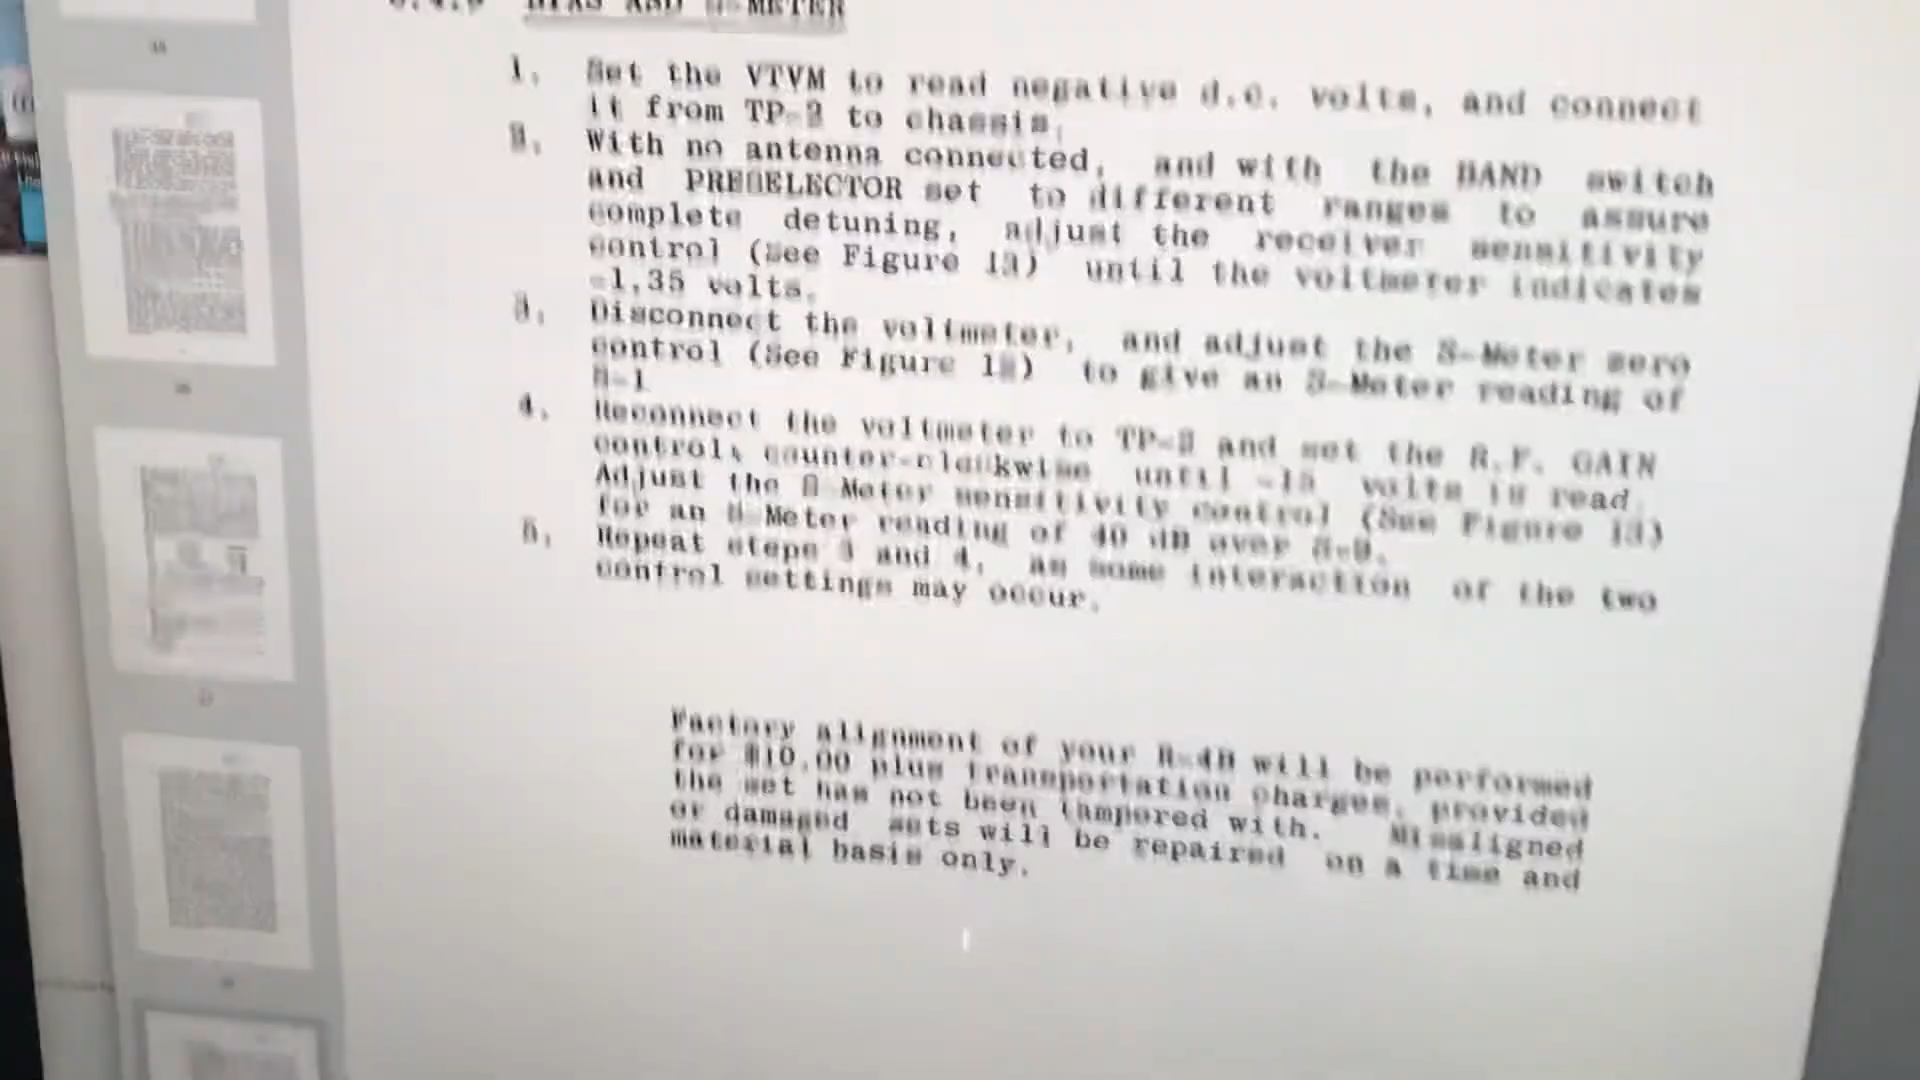 BIAS AND S-METER
1. Set the VTVM to read negative d.c. volts, and connect
it from TP- to chassis.
2. With no antenna connected, and with the BAND switch
and PRESELECTOR set to different ranges to assure
complete detuning, adjust the receiver sensitivity
control (See Figure 13) until the voltmeter indicates
-1.35 volts.
3. Disconnect the voltmeter, and adjust the S-Meter zero
control (See Figure ) to give an S-Meter reading of
S-1
4. Reconnect the voltmeter to TP- and set the R.F. GAIN
control counter-clockwise until volts is read.
Adjust the S-Meter sensitivity control (See Figure 13)
for an S-Meter reading of 40 dB over S-9.
5. Repeat steps 3 and 4, as some interaction of the two
control settings may occur.
Factory alignment of your will be performed
for $10.00 plus transportation charges, provided
the set has not been tampered with. Misaligned
or damaged sets will be repaired on a time and
material basis only.